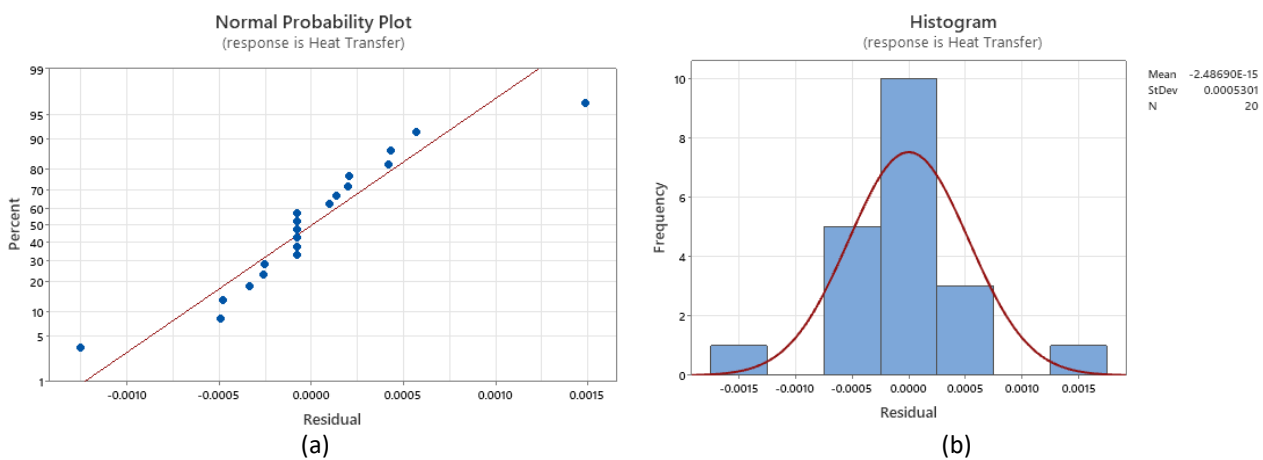 Normal Probability Plot
(response is Heat Transfer)
99
95
90
80
70
60
50
40
30
20
10
5
1
Percent
-0.0010
-0.0005
0.0000
0.0005
0.0010
0.0015
Residual
(a)
Histogram
(response is Heat Transfer)
Mean -2.48690E-15
StDev 0.0005301
N 20
10
8
6
4
2
0
Frequency
-0.0015
-0.0010
-0.0005
0.0000
0.0005
0.0010
0.0015
Residual
(b)